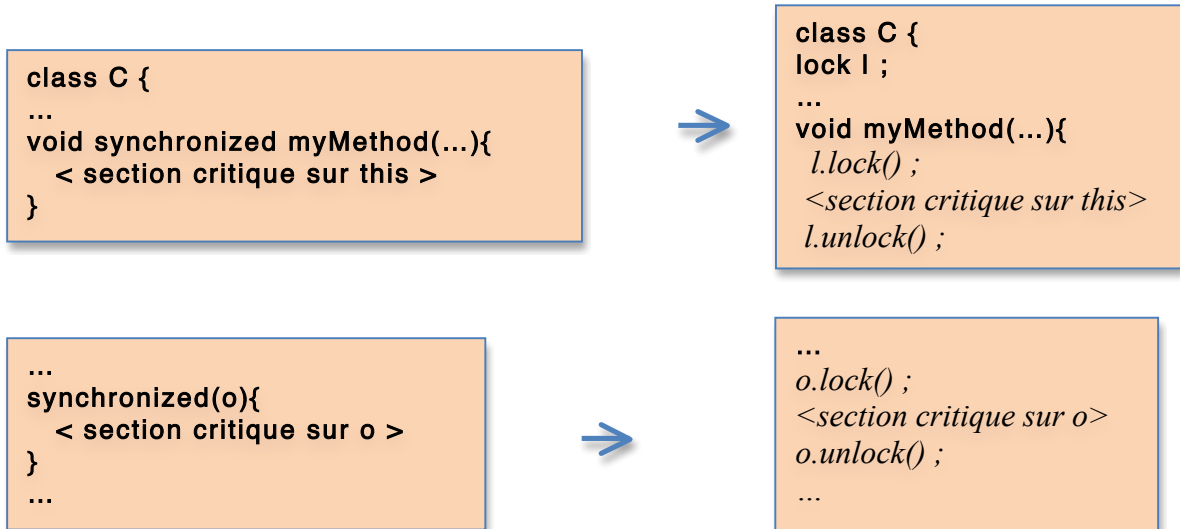 class C {
...
void synchronized myMethod(...){
< section critique sur this >
}
class C {
lock l ;
...
void myMethod(...){
l.lock() ;
<section critique sur this>
l.unlock() ;
...
synchronized(o){
< section critique sur o >
}
...
...
o.lock() ;
<section critique sur o>
o.unlock() ;
...